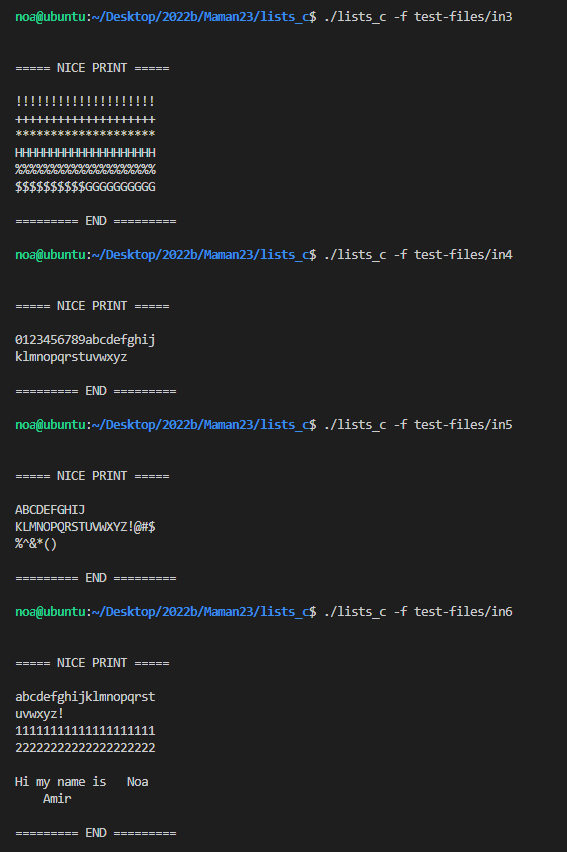 noa@ubuntu:~/Desktop/2022b/Maman23/lists_c$ ./lists_c -f test-files/in3
===== NICE PRINT =====
!!!!!!!!!!!!!!!!!!!!
++++++++++++++++++++
********************
HHHHHHHHHHHHHHHHHHHH
%%%%%%%%%%%%%%%%%%%%
$$$$$$$$$$GGGGGGGGGG
========= END =========
noa@ubuntu:~/Desktop/2022b/Maman23/lists_c$ ./lists_c -f test-files/in4
===== NICE PRINT =====
0123456789abcdefghij
klmnopqrstuvwxyz
========= END =========
noa@ubuntu:~/Desktop/2022b/Maman23/lists_c$ ./lists_c -f test-files/in5
===== NICE PRINT =====
ABCDEFGHIJ
KLMNOPQRSTUVWXYZ!@#$
%^&*()
========= END =========
noa@ubuntu:~/Desktop/2022b/Maman23/lists_c$ ./lists_c -f test-files/in6
===== NICE PRINT =====
abcdefghijklmnopqrst
uvwxyz!
11111111111111111111
22222222222222222222
Hi my name is   Noa
    Amir
========= END =========